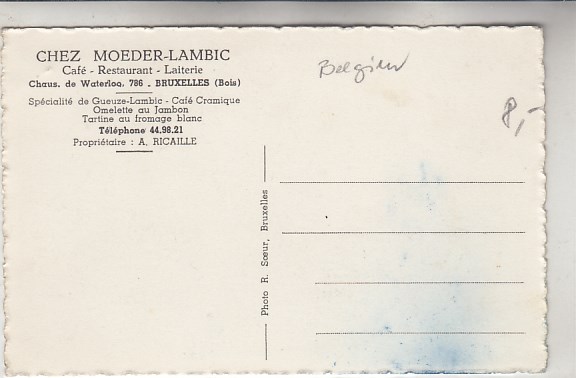 CHEZ MOEDER-LAMBIC
Café - Restaurant - Laiterie
Chaus. de Waterloo, 786 - BRUXELLES (Bois)
Spécialité de Gueuze-Lambic - Café Cramique
Omelette au Jambon
Tartine au fromage blanc
Téléphone 44.98.21
Propriétaire : A. RICAILLE
Belgien
8,-
Photo R. Sœur, Bruxelles